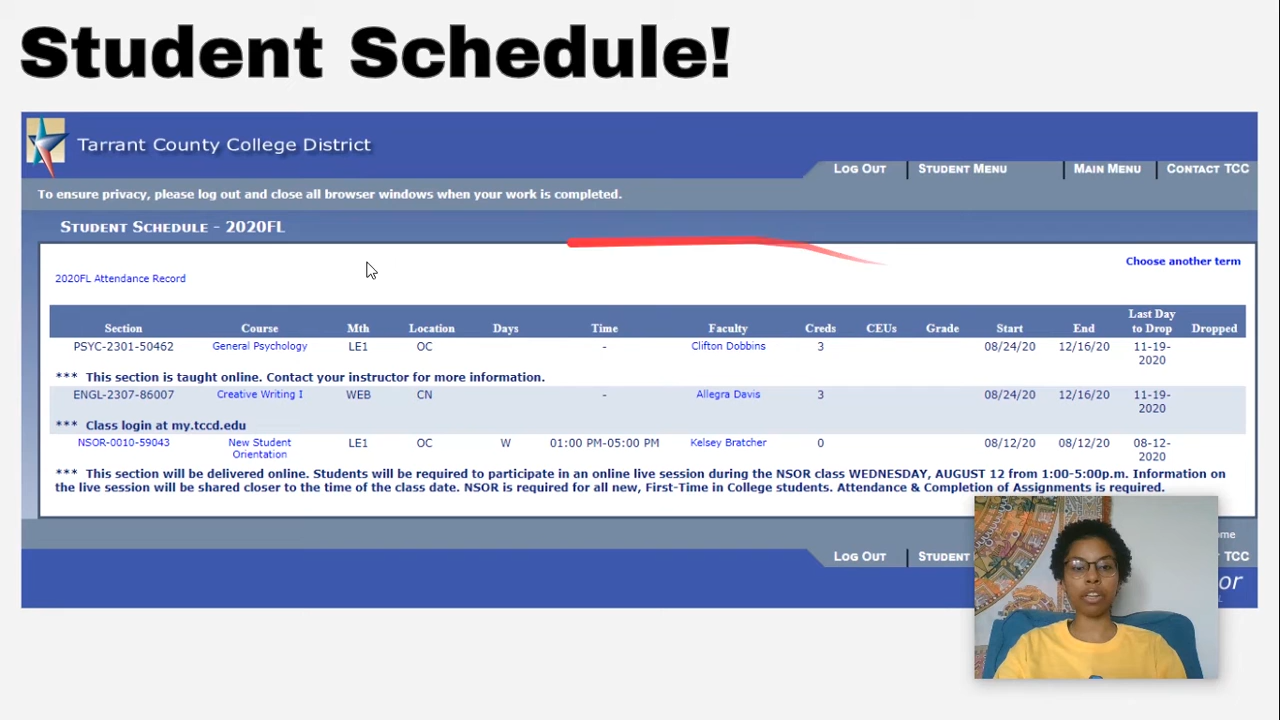 Student Schedule!
Tarrant County College District
LOG OUT STUDENT MENU MAIN MENU CONTACT TCC
To ensure privacy, please log out and close all browser windows when your work is completed.
STUDENT SCHEDULE - 2020FL
Choose another term
2020FL Attendance Record
Section Course Mth Location Days Time Faculty Creds CEUs Grade Start End Last Day to Drop Dropped
PSYC-2301-50462 General Psychology LE1 OC - Clifton Dobbins 3 08/24/20 12/16/20 11-19-2020
*** This section is taught online. Contact your instructor for more information.
ENGL-2307-86007 Creative Writing I WEB CN - Allegra Davis 3 08/24/20 12/16/20 11-19-2020
*** Class login at my.tccd.edu
NSOR-0010-59043 New Student Orientation LE1 OC W 01:00 PM-05:00 PM Kelsey Bratcher 0 08/12/20 08/12/20 08-12-2020
*** This section will be delivered online. Students will be required to participate in an online live session during the NSOR class WEDNESDAY, AUGUST 12 from 1:00-5:00p.m. Information on
the live session will be shared closer to the time of the class date. NSOR is required for all new, First-Time in College students. Attendance & Completion of Assignments is required.
LOG OUT STUDENT TCC